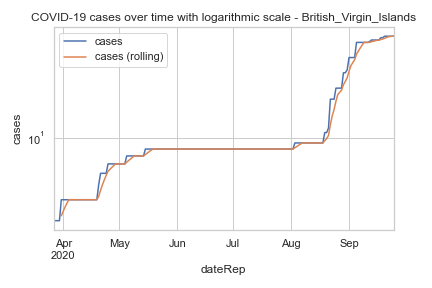 COVID-19 cases over time with logarithmic scale - British_Virgin_Islands
cases
cases (rolling)
cases
10¹
Apr
2020
May
Jun
Jul
Aug
Sep
dateRep